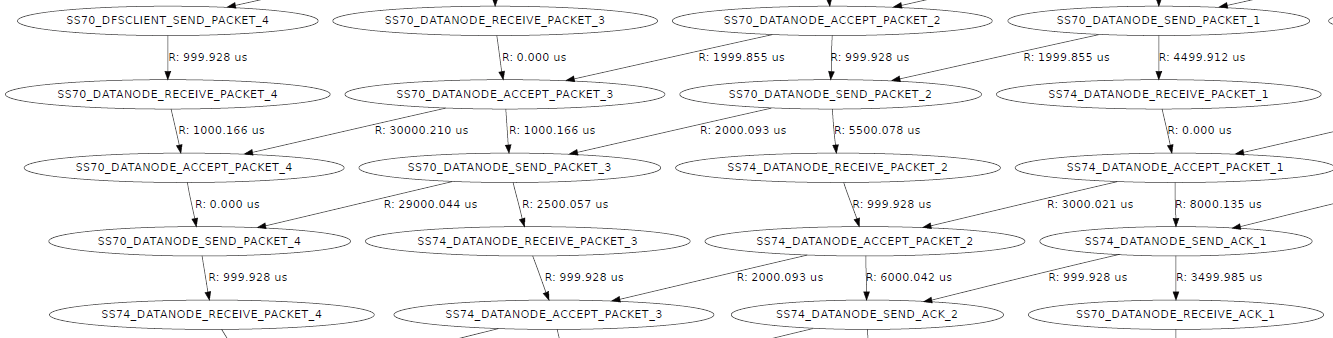 SS70_DFSCLIENT_SEND_PACKET_4 SS70_DATANODE_RECEIVE_PACKET_3 SS70_DATANODE_ACCEPT_PACKET_2 SS70_DATANODE_SEND_PACKET_1
R: 999.928 us R: 0.000 us R: 1999.855 us R: 999.928 us R: 1999.855 us R: 4499.912 us
SS70_DATANODE_RECEIVE_PACKET_4 SS70_DATANODE_ACCEPT_PACKET_3 SS70_DATANODE_SEND_PACKET_2 SS74_DATANODE_RECEIVE_PACKET_1
R: 1000.166 us R: 30000.210 us R: 1000.166 us R: 2000.093 us R: 5500.078 us R: 0.000 us
SS70_DATANODE_ACCEPT_PACKET_4 SS70_DATANODE_SEND_PACKET_3 SS74_DATANODE_RECEIVE_PACKET_2 SS74_DATANODE_ACCEPT_PACKET_1
R: 0.000 us R: 29000.044 us R: 2500.057 us R: 999.928 us R: 3000.021 us R: 8000.135 us
SS70_DATANODE_SEND_PACKET_4 SS74_DATANODE_RECEIVE_PACKET_3 SS74_DATANODE_ACCEPT_PACKET_2 SS74_DATANODE_SEND_ACK_1
R: 999.928 us R: 999.928 us R: 2000.093 us R: 6000.042 us R: 999.928 us R: 3499.985 us
SS74_DATANODE_RECEIVE_PACKET_4 SS74_DATANODE_ACCEPT_PACKET_3 SS74_DATANODE_SEND_ACK_2 SS70_DATANODE_RECEIVE_ACK_1